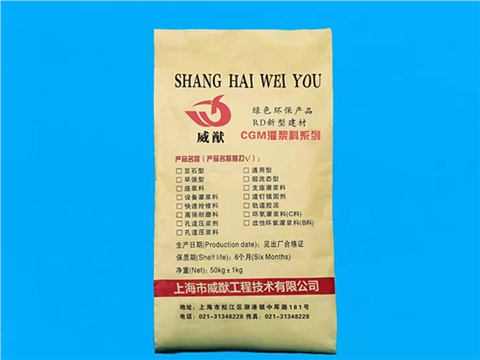 SHANG HAI WEI YOU
威猷
绿色环保产品
RD新型建材
CGM灌浆料系列
产品名称(产品名称前打√):
□ 豆石型 □ 通用型
□ 早强型 □ 超流态型
□ 座浆料 □ 支座灌浆料
□ 设备灌浆料 □ 道钉锚固剂
□ 快速抢修料 □ 轨道胶泥
□ 高强耐磨料 □ 环氧灌浆料(C料)
□ 孔道压浆剂 □ 改性环氧灌浆料(B料)
□ 孔道压浆料
生产日期(Production date): 见出厂合格证
保质期(Shelf life): 6个月(Six Months)
净重(Net): 50kg±1kg
上海市威猷工程技术有限公司
地址: 上海市松江区泖港镇中厍路181号
电话: 021-31348228 传真: 021-31348228